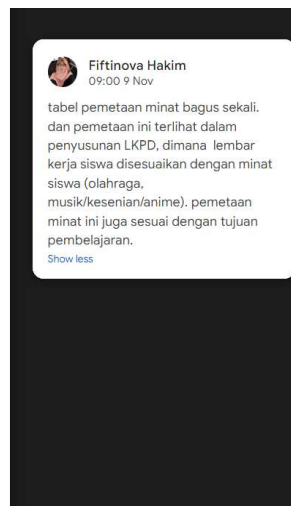 Fiftinova Hakim
09:00 9 Nov
tabel pemetaan minat bagus sekali.
dan pemetaan ini terlihat dalam
penyusunan LKPD, dimana lembar
kerja siswa disesuaikan dengan minat
siswa (olahraga,
musik/kesenian/anime). pemetaan
minat ini juga sesuai dengan tujuan
pembelajaran.
Show less